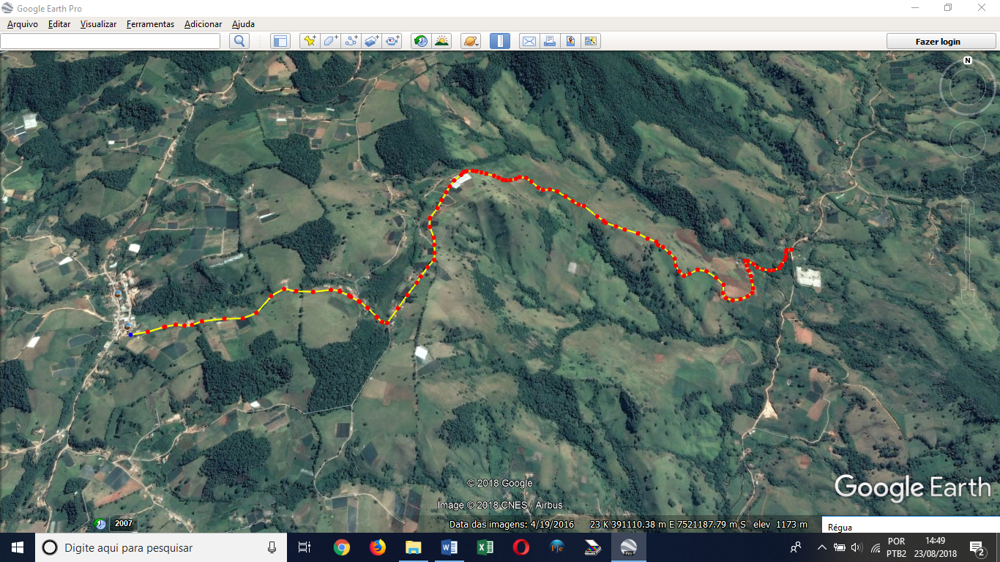 Google Earth Pro
Arquivo Editar Visualizar Ferramentas Adicionar Ajuda
Fazer login
N
© 2018 Google
Image © 2018 CNES / Airbus
Google Earth
2007
Data das imagens: 4/19/2016 23 K 391110.38 m E 7521187.79 m S elev 1173 m
Régua
Digite aqui para pesquisar
W
X
PJe
Pro
POR
PTB2
14:49
23/08/2018
2